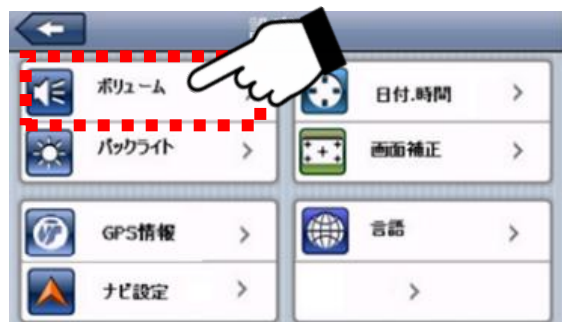 ボリューム
バックライト
日付.時間
画面補正
GPS情報
ナビ設定
言語